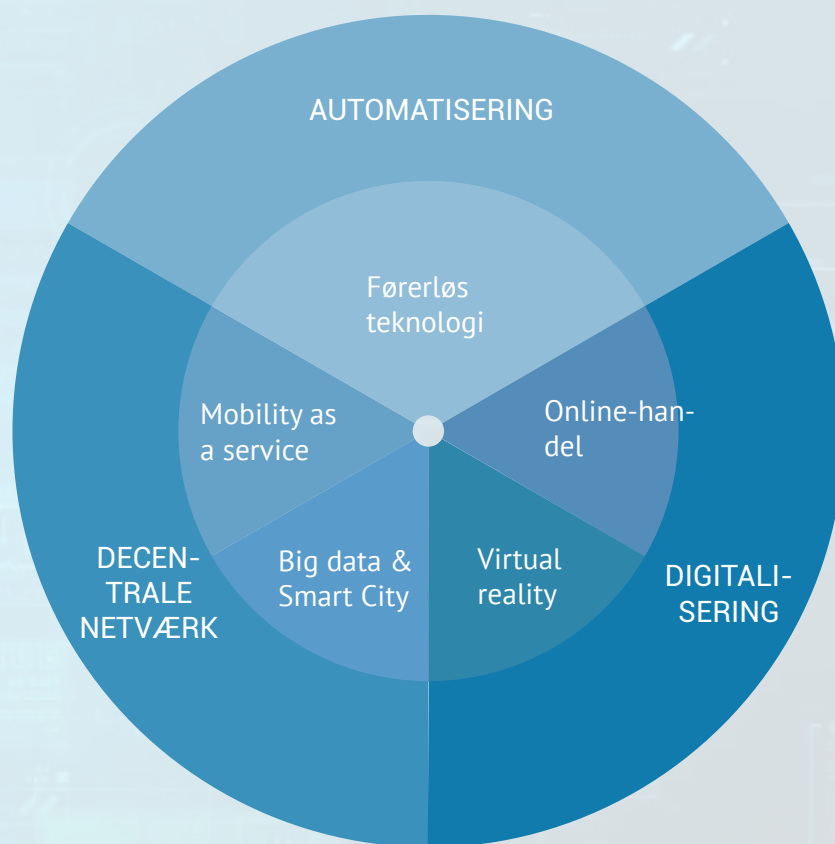 AUTOMATISERING
Førerløs
teknologi
Mobility as
a service
Online-han-
del
DECEN-
TRALE
NETVÆRK
Big data &
Smart City
Virtual
reality
DIGITALI-
SERING